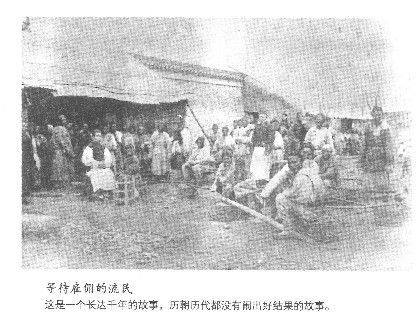 等待雇佣的流民
这是一个长达千年的故事，历朝历代都没有闹出好结果的故事。